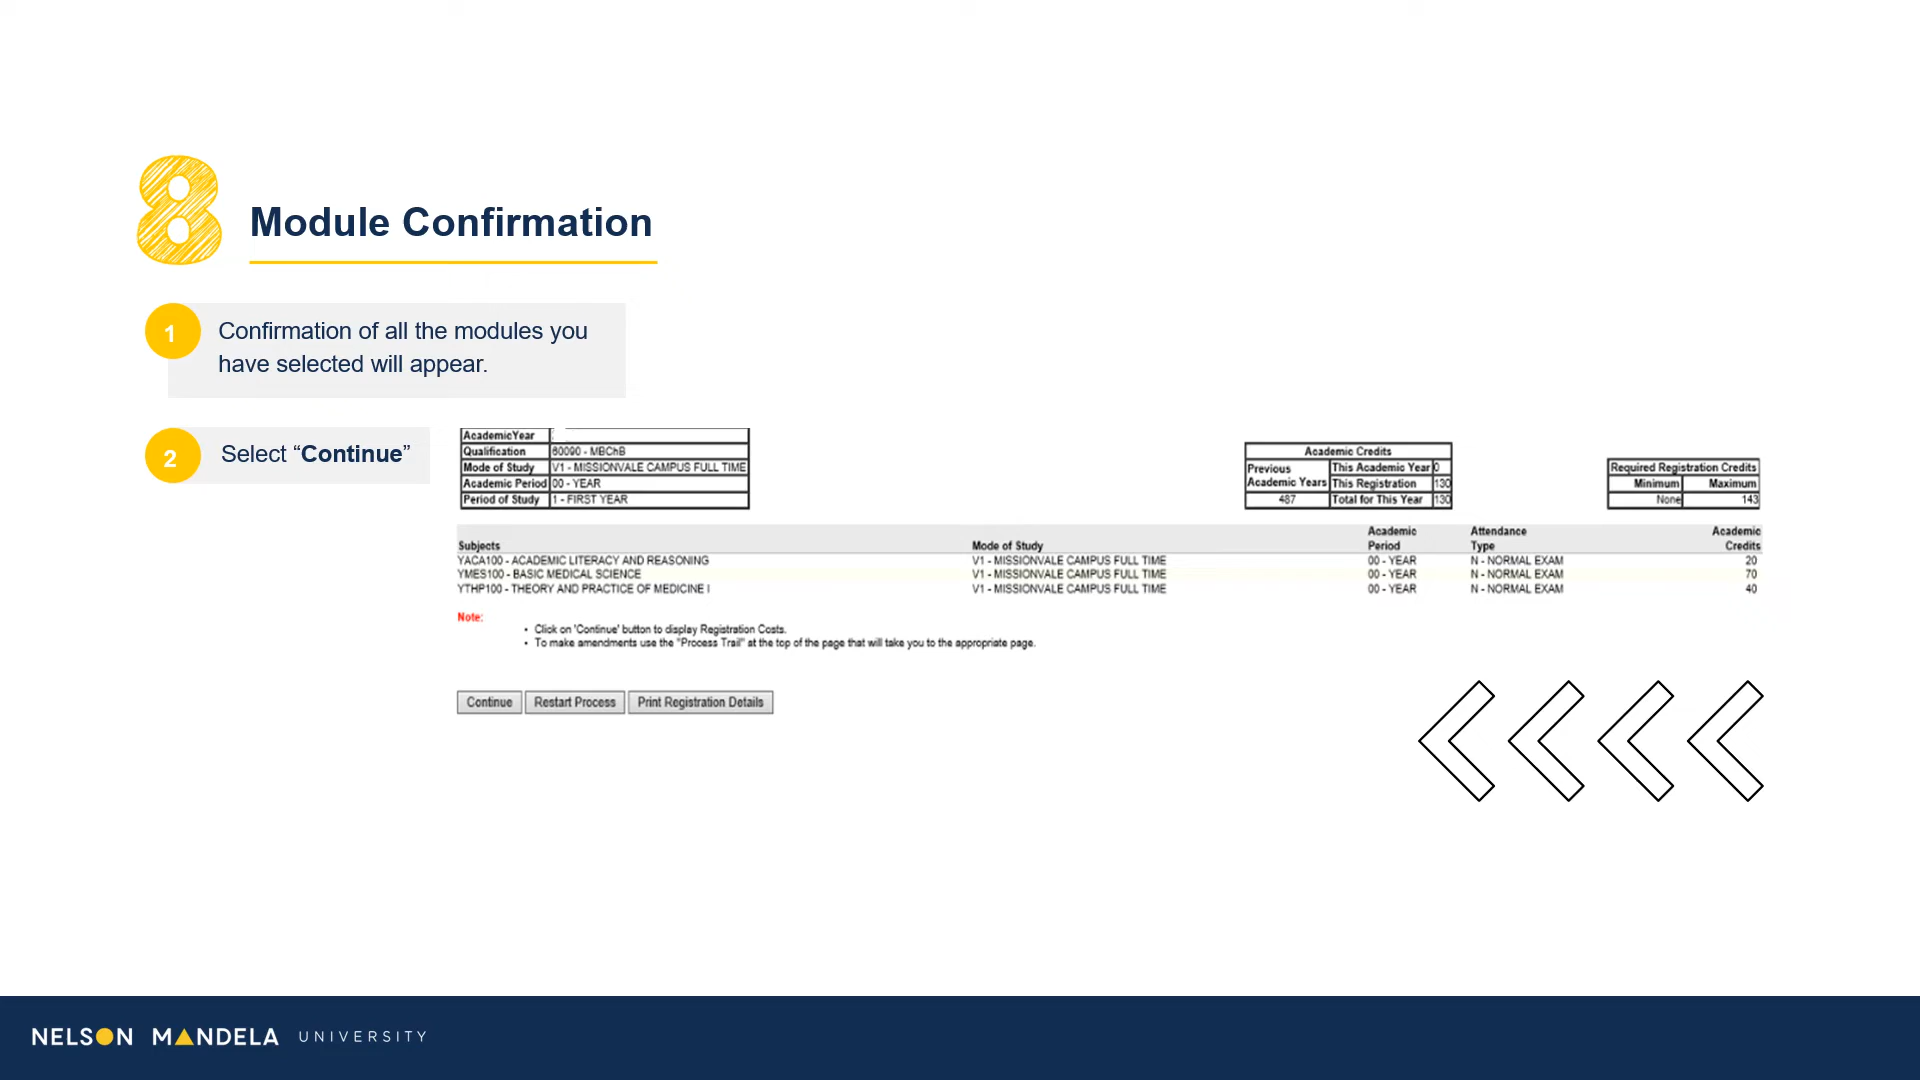 8
Module Confirmation
1
Confirmation of all the modules you
have selected will appear.
2
Select “Continue”
AcademicYear
Qualification 60090 - MBChB
Mode of Study V1 - MISSIONVALE CAMPUS FULL TIME
Academic Period 00 - YEAR
Period of Study 1 - FIRST YEAR
Academic Credits
Previous Academic Years This Academic Year 0
This Registration 130
487 Total for This Year 130
Required Registration Credits
Minimum Maximum
None 143
Subjects Mode of Study Academic Period Attendance Type Academic Credits
YACA100 - ACADEMIC LITERACY AND REASONING V1 - MISSIONVALE CAMPUS FULL TIME 00 - YEAR N - NORMAL EXAM 20
YMES100 - BASIC MEDICAL SCIENCE V1 - MISSIONVALE CAMPUS FULL TIME 00 - YEAR N - NORMAL EXAM 70
YTHP100 - THEORY AND PRACTICE OF MEDICINE I V1 - MISSIONVALE CAMPUS FULL TIME 00 - YEAR N - NORMAL EXAM 40
Note:
• Click on 'Continue' button to display Registration Costs.
• To make amendments use the "Process Trail" at the top of the page that will take you to the appropriate page.
Continue Restart Process Print Registration Details
NELSON MANDELA UNIVERSITY